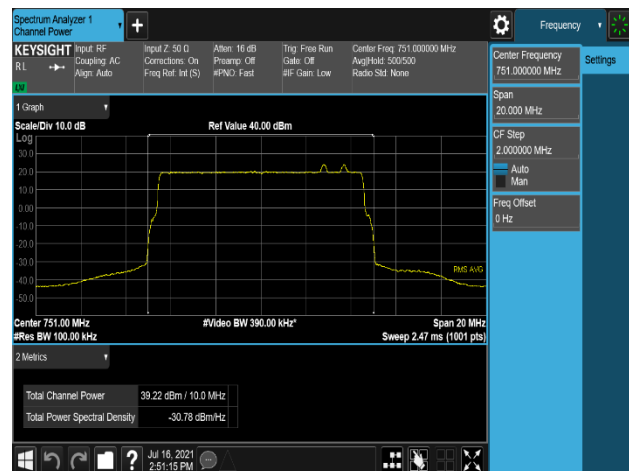 Spectrum Analyzer 1
Channel Power
Frequency
KEYSIGHT
RL
LV
Input: RF
Coupling: AC
Align: Auto
Input Z: 50 Ω
Corrections: On
Freq Ref: Int (S)
Atten: 16 dB
Preamp: Off
#PNO: Fast
Trig: Free Run
Gate: Off
#IF Gain: Low
Center Freq: 751.000000 MHz
Avg|Hold: 500/500
Radio Std: None
Center Frequency
751.000000 MHz
Settings
Span
20.000 MHz
CF Step
2.000000 MHz
Auto
Man
Freq Offset
0 Hz
1 Graph
Scale/Div 10.0 dB
Ref Value 40.00 dBm
Log
30.0
20.0
10.0
0.00
-10.0
-20.0
-30.0
-40.0
-50.0
RMS AVG
Center 751.00 MHz
#Video BW 390.00 kHz*
Span 20 MHz
#Res BW 100.00 kHz
Sweep 2.47 ms (1001 pts)
2 Metrics
Total Channel Power 39.22 dBm / 10.0 MHz
Total Power Spectral Density -30.78 dBm/Hz
?
Jul 16, 2021
2:51:15 PM